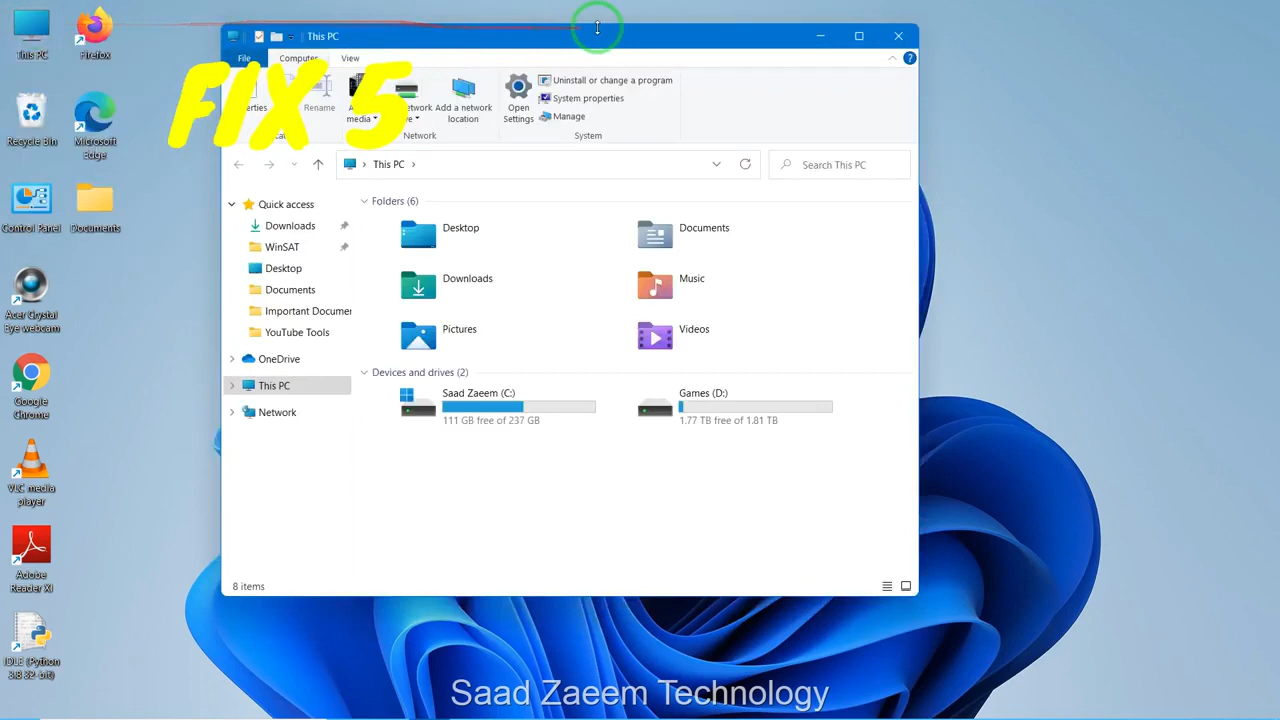 This PC
Firefox
Recycle Bin
Microsoft
Edge
Control Panel
Documents
Acer Crystal
Eye webcam
Google
Chrome
VLC media
player
Adobe
Reader XI
IDLE (Python
3.8 32-bit)
FIX 5
This PC
File
Computer
View
Rename
media
Network
Add a network
location
Open
Settings
Uninstall or change a program
System properties
Manage
System
This PC
Search This PC
Quick access
Downloads
WinSAT
Desktop
Documents
Important Documer
YouTube Tools
OneDrive
This PC
Network
Folders (6)
Desktop
Documents
Downloads
Music
Pictures
Videos
Devices and drives (2)
Saad Zaeem (C:)
111 GB free of 237 GB
Games (D:)
1.77 TB free of 1.81 TB
8 items
Saad Zaeem Technology